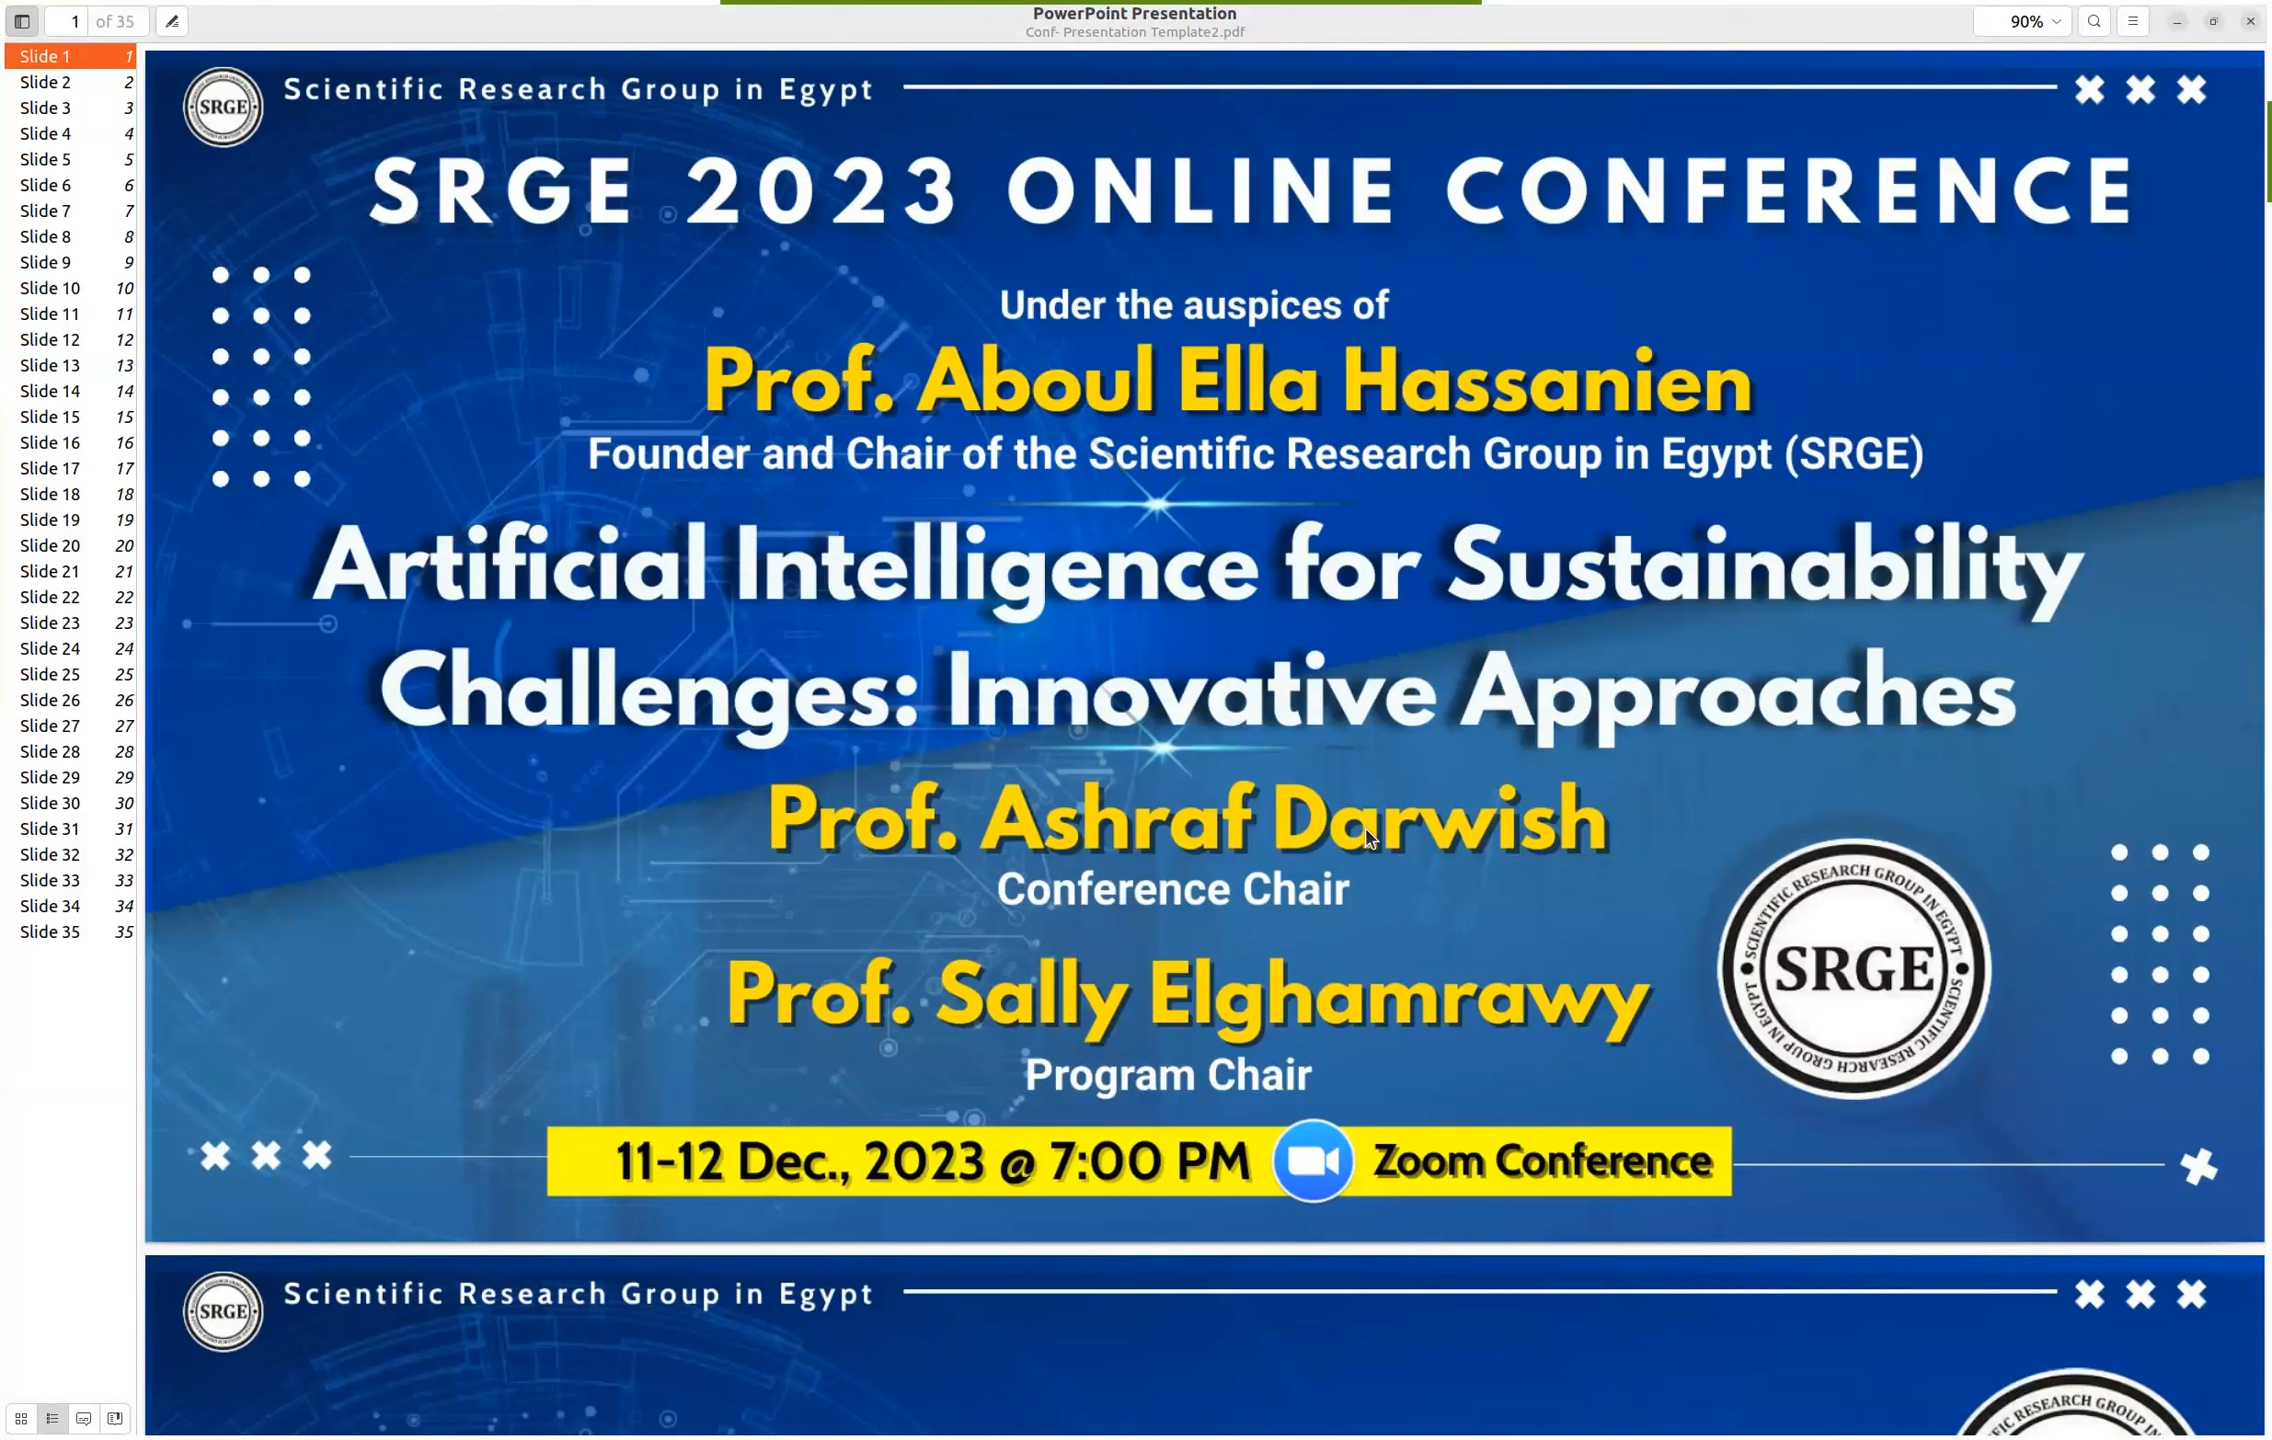 1 of 35
PowerPoint Presentation
Conf- Presentation Template2.pdf
90%
Slide 1 1
Slide 2 2
Slide 3 3
Slide 4 4
Slide 5 5
Slide 6 6
Slide 7 7
Slide 8 8
Slide 9 9
Slide 10 10
Slide 11 11
Slide 12 12
Slide 13 13
Slide 14 14
Slide 15 15
Slide 16 16
Slide 17 17
Slide 18 18
Slide 19 19
Slide 20 20
Slide 21 21
Slide 22 22
Slide 23 23
Slide 24 24
Slide 25 25
Slide 26 26
Slide 27 27
Slide 28 28
Slide 29 29
Slide 30 30
Slide 31 31
Slide 32 32
Slide 33 33
Slide 34 34
Slide 35 35
SRGE
Scientific Research Group in Egypt
SRGE 2023 ONLINE CONFERENCE
Under the auspices of
Prof. Aboul Ella Hassanien
Founder and Chair of the Scientific Research Group in Egypt (SRGE)
Artificial Intelligence for Sustainability
Challenges: Innovative Approaches
Prof. Ashraf Darwish
Conference Chair
Prof. Sally Elghamrawy
Program Chair
SCIENTIFIC RESEARCH GROUP IN EGYPT
SRGE
SCIENTIFIC RESEARCH GROUP IN EGYPT
11-12 Dec., 2023 @ 7:00 PM Zoom Conference
SRGE
Scientific Research Group in Egypt
RESEARCH GROUP